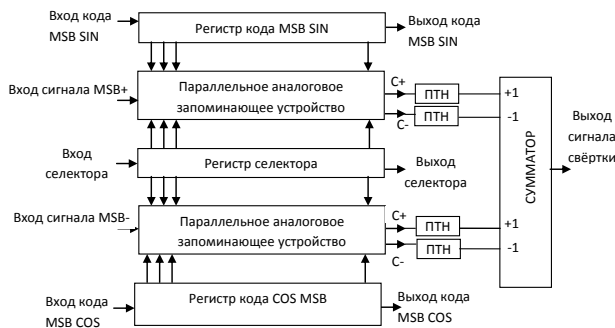 Вход кода
MSB SIN
Регистр кода MSB SIN
Выход кода
MSB SIN
Вход сигнала MSB+
Параллельное аналоговое
запоминающее устройство
C+
ПТН
+1
C-
ПТН
-1
СУММАТОР
Выход
сигнала
свёртки
Вход
селектора
Регистр селектора
Выход
селектора
Вход сигнала MSB-
Параллельное аналоговое
запоминающее устройство
C+
ПТН
+1
C-
ПТН
-1
Вход кода
MSB COS
Регистр кода COS MSB
Выход кода
MSB COS